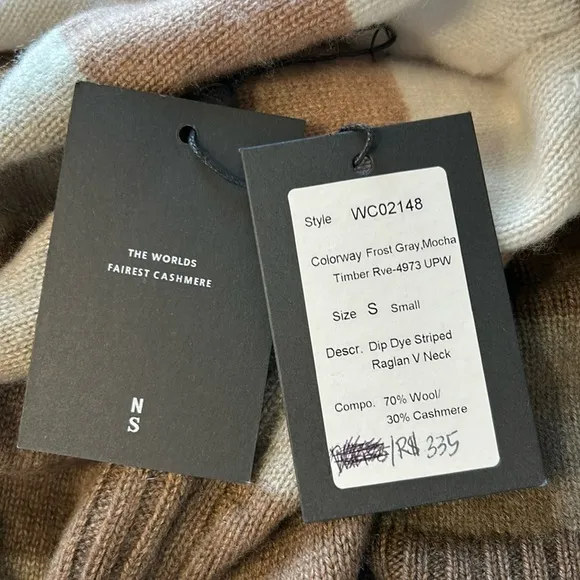 THE WORLDS
FAIREST CASHMERE
N
S
Style WC02148
Colorway Frost Gray,Mocha
Timber Rve-4973 UPW
Size S Small
Descr. Dip Dye Striped
Raglan V Neck
Compo. 70% Wool/
30% Cashmere
335